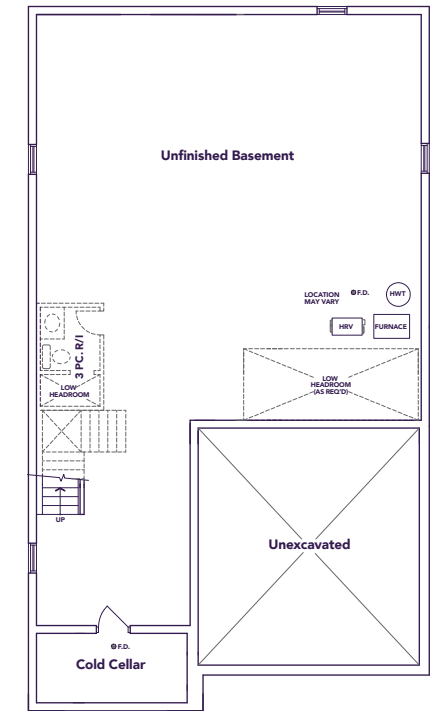 Unfinished Basement
LOCATION
MAY VARY
F.D.
HWT
HRV
FURNACE
3 PC. R/I
LOW
HEADROOM
LOW
HEADROOM
(AS REQ'D)
UP
Unexcavated
F.D.
Cold Cellar